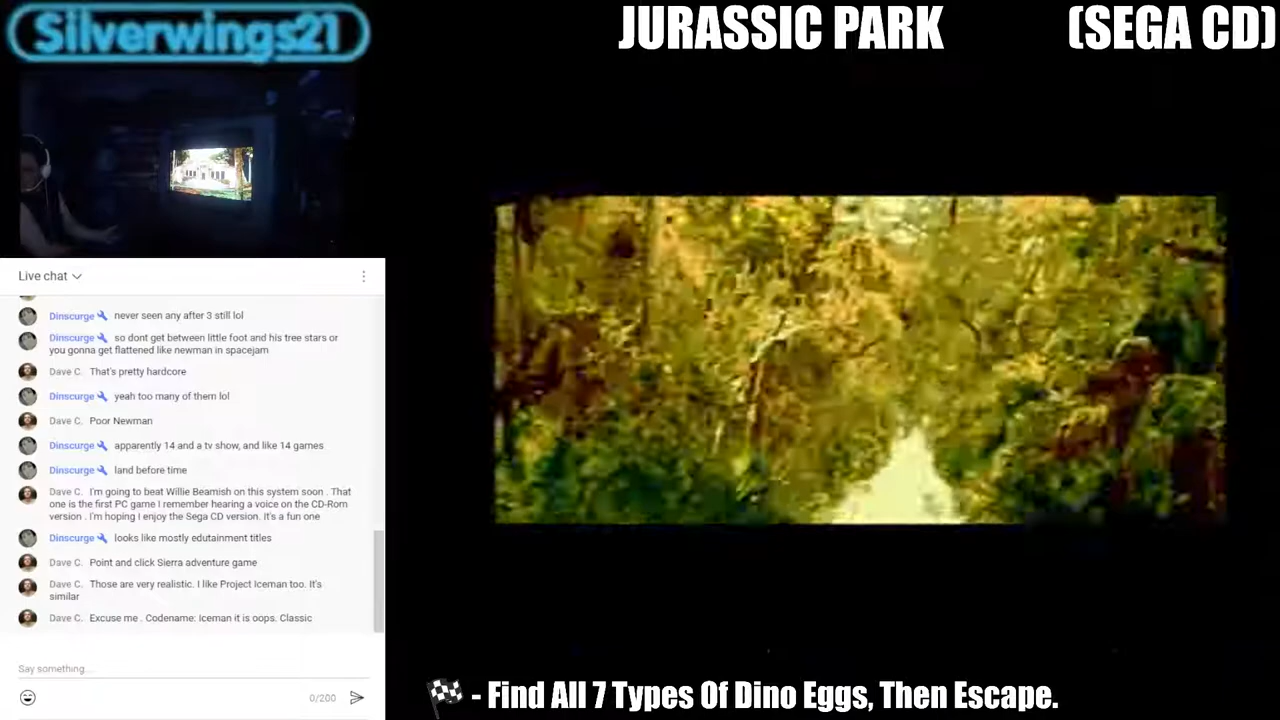 Silverwings21
JURASSIC PARK (SEGA CD)
Live chat
Dinscurge never seen any after 3 still lol
Dinscurge so dont get between little foot and his tree stars or
you gonna get flattened like newman in spacejam
Dave C. That's pretty hardcore
Dinscurge yeah too many of them lol
Dave C. Poor Newman
Dinscurge apparently 14 and a tv show, and like 14 games
Dinscurge land before time
Dave C. I'm going to beat Willie Beamish on this system soon . That
one is the first PC game I remember hearing a voice on the CD-Rom
version . I'm hoping I enjoy the Sega CD version. It's a fun one
Dinscurge looks like mostly edutainment titles
Dave C. Point and click Sierra adventure game
Dave C. Those are very realistic. I like Project Iceman too. It's
similar
Dave C. Excuse me . Codename: Iceman it is oops. Classic
Say something...
0/200
- Find All 7 Types Of Dino Eggs, Then Escape.